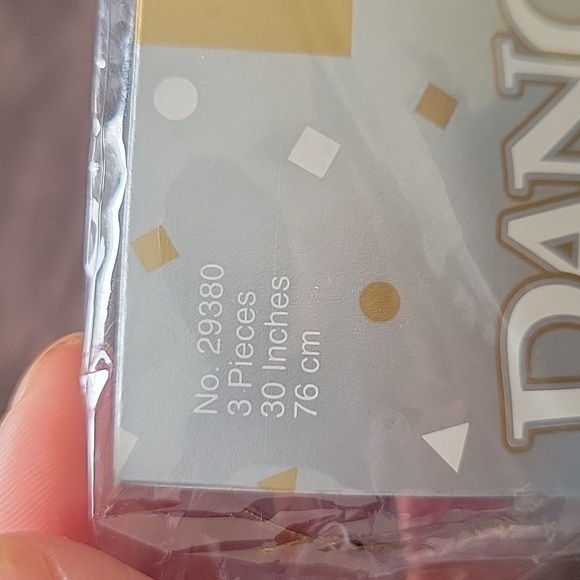 No. 29380
3 Pieces
30 Inches
76 cm